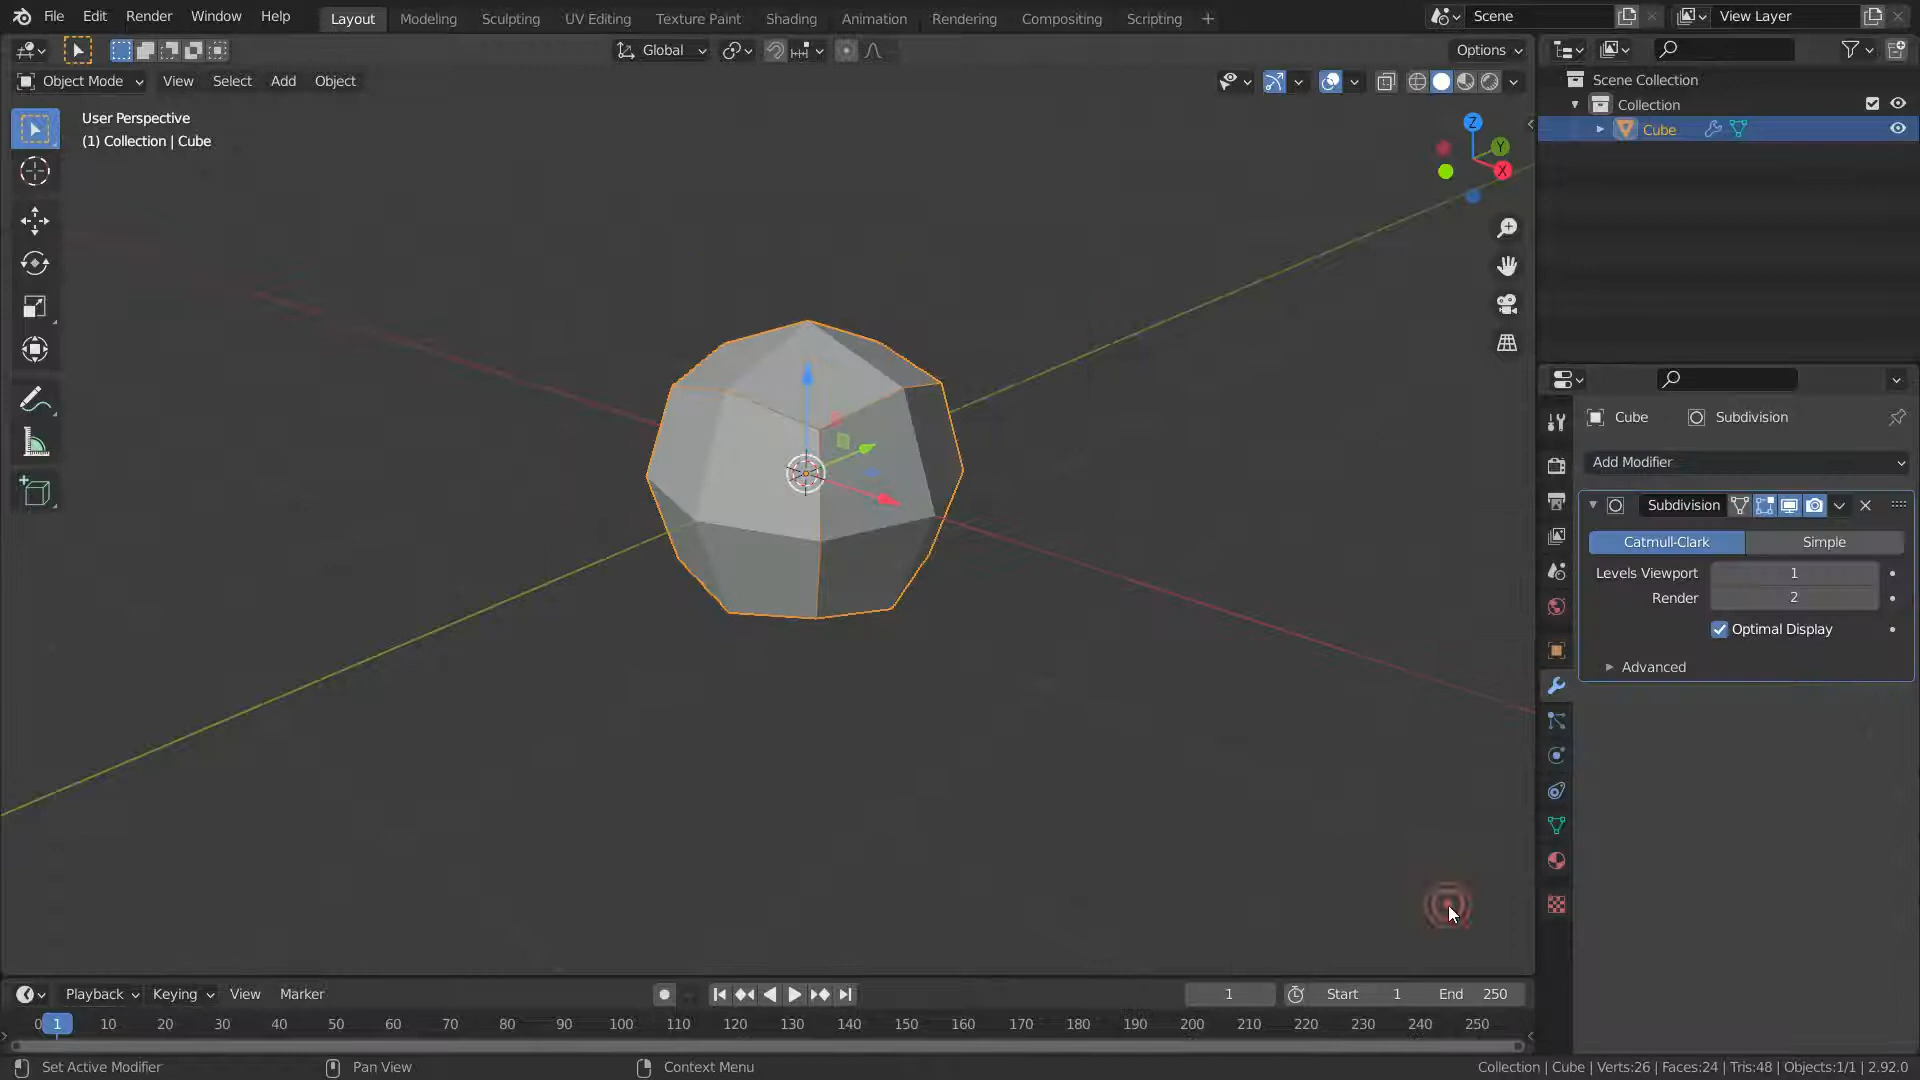 File Edit Render Window Help Layout Modeling Sculpting UV Editing Texture Paint Shading Animation Rendering Compositing Scripting + Scene View Layer
Global Options
Object Mode View Select Add Object
User Perspective
(1) Collection | Cube
Z
Y
X
Scene Collection
Collection
Cube
Cube Subdivision
Add Modifier
Subdivision
Catmull-Clark Simple
Levels Viewport 1
Render 2
Optimal Display
Advanced
Playback Keying View Marker 1 Start 1 End 250
0 1 10 20 30 40 50 60 70 80 90 100 110 120 130 140 150 160 170 180 190 200 210 220 230 240 250
Set Active Modifier Pan View Context Menu Collection | Cube | Verts:26 | Faces:24 | Tris:48 | Objects:1/1 | 2.92.0